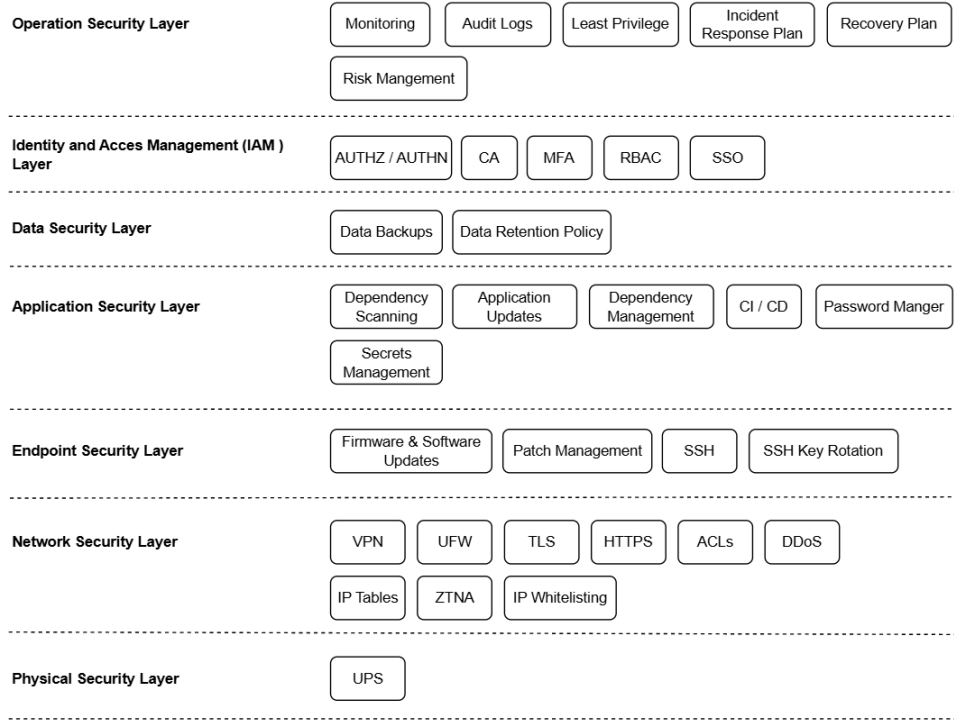 Operation Security Layer
Monitoring
Audit Logs
Least Privilege
Incident
Response Plan
Recovery Plan
Risk Mangement
Identity and Acces Management (IAM )
Layer
AUTHZ / AUTHN
CA
MFA
RBAC
SSO
Data Security Layer
Data Backups
Data Retention Policy
Application Security Layer
Dependency
Scanning
Application
Updates
Dependency
Management
CI / CD
Password Manger
Secrets
Management
Endpoint Security Layer
Firmware & Software
Updates
Patch Management
SSH
SSH Key Rotation
Network Security Layer
VPN
UFW
TLS
HTTPS
ACLs
DDoS
IP Tables
ZTNA
IP Whitelisting
Physical Security Layer
UPS